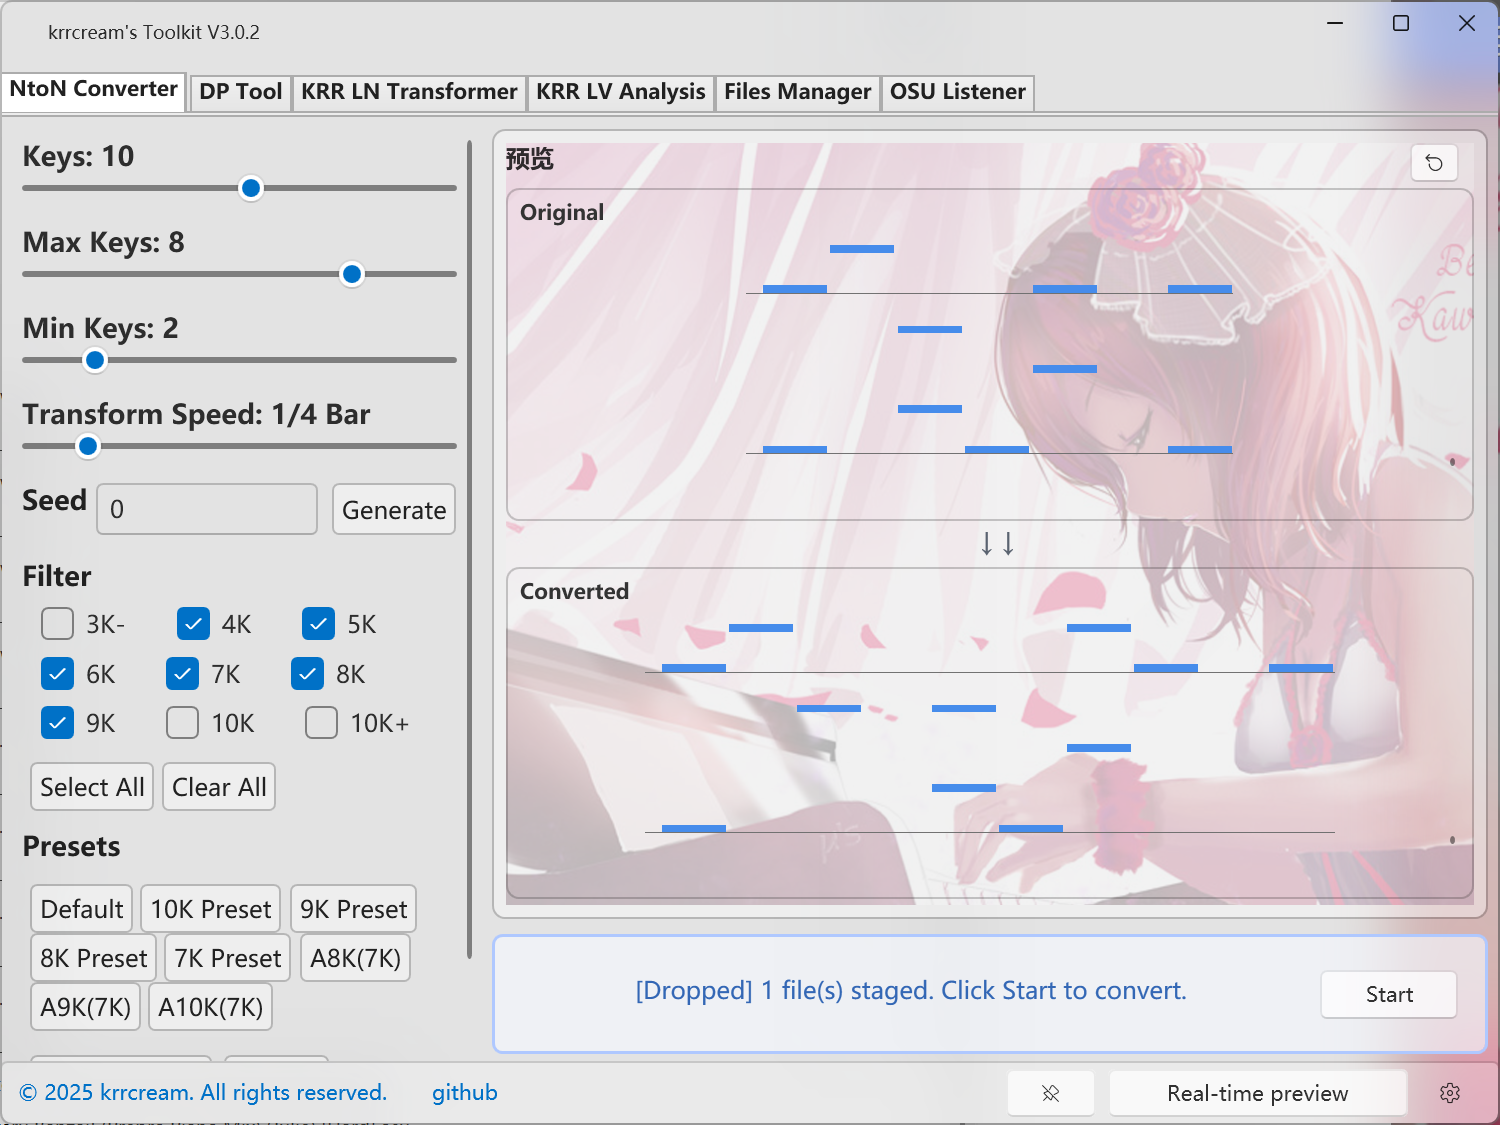 krrcream's Toolkit V3.0.2
NtoN Converter
DP Tool
KRR LN Transformer
KRR LV Analysis
Files Manager
OSU Listener
Keys: 10
Max Keys: 8
Min Keys: 2
Transform Speed: 1/4 Bar
Seed
0
Generate
Filter
3K-
4K
5K
6K
7K
8K
9K
10K
10K+
Select All
Clear All
Presets
Default
10K Preset
9K Preset
8K Preset
7K Preset
A8K(7K)
A9K(7K)
A10K(7K)
预览
Original
↓↓
Converted
[Dropped] 1 file(s) staged. Click Start to convert.
Start
© 2025 krrcream. All rights reserved.
github
Real-time preview